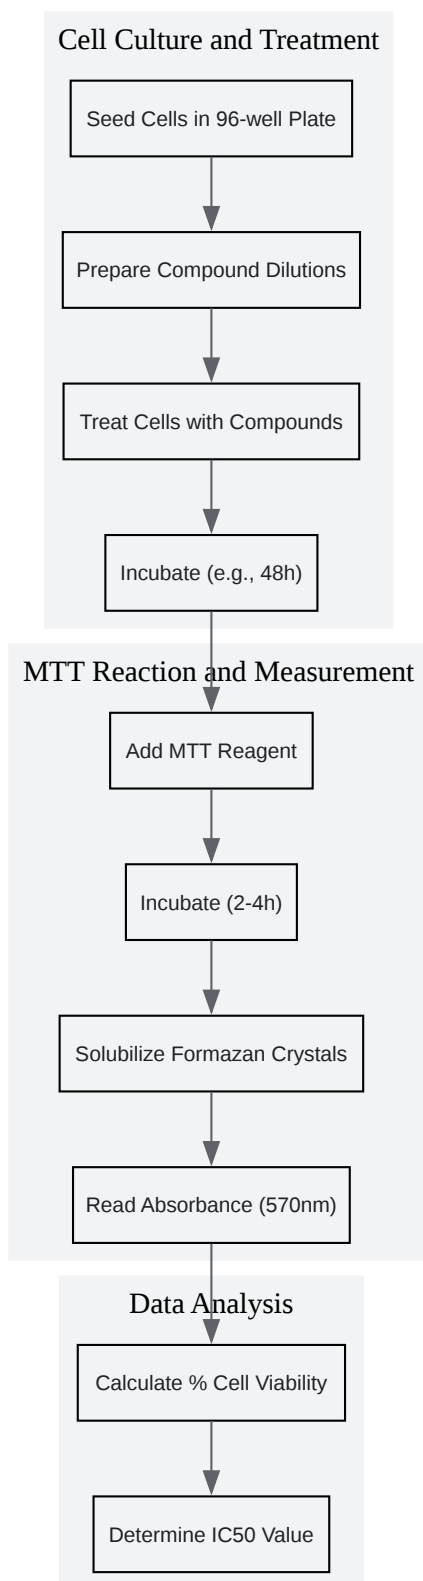 Cell Culture and Treatment
Seed Cells in 96-well Plate
Prepare Compound Dilutions
Treat Cells with Compounds
Incubate (e.g., 48h)
MTT Reaction and Measurement
Add MTT Reagent
Incubate (2-4h)
Solubilize Formazan Crystals
Read Absorbance (570nm)
Data Analysis
Calculate % Cell Viability
Determine IC50 Value